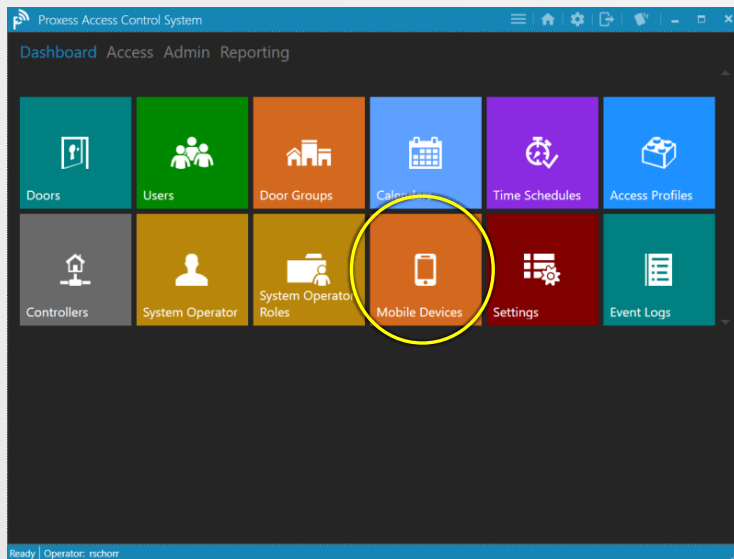 Proxess Access Control System
Dashboard Access Admin Reporting
Doors
Users
Door Groups
Calendars
Time Schedules
Access Profiles
Controllers
System Operator
System Operator
Roles
Mobile Devices
Settings
Event Logs
Ready Operator: rschorr